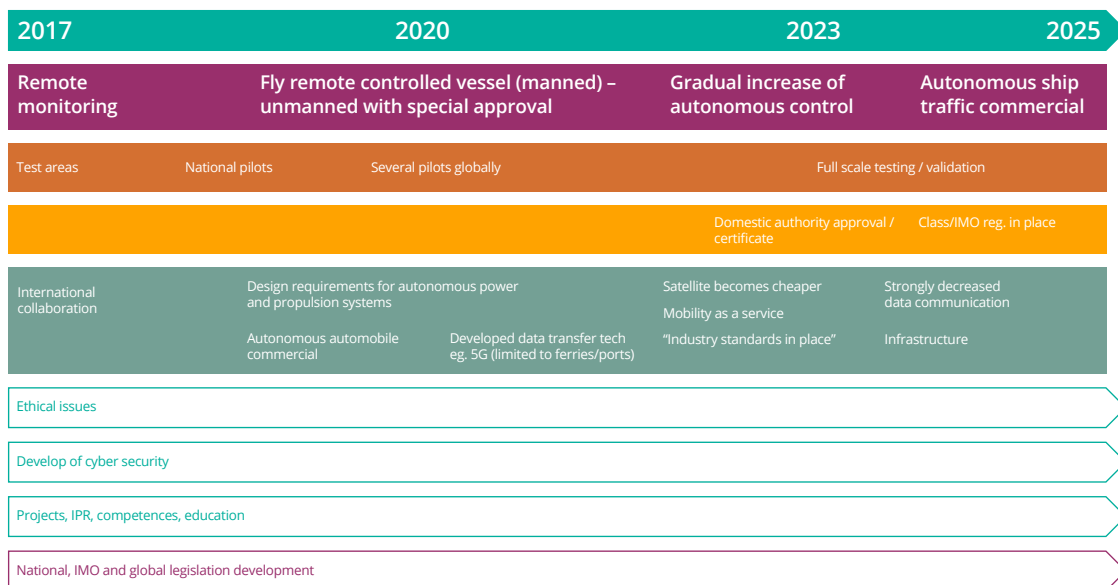 2017 2020 2023 2025
Remote
monitoring
Fly remote controlled vessel (manned) –
unmanned with special approval
Gradual increase of
autonomous control
Autonomous ship
traffic commercial
Test areas National pilots Several pilots globally Full scale testing / validation
Domestic authority approval /
certificate
Class/IMO reg. in place
International
collaboration
Design requirements for autonomous power
and propulsion systems
Autonomous automobile
commercial
Developed data transfer tech
eg. 5G (limited to ferries/ports)
Satellite becomes cheaper
Mobility as a service
“Industry standards in place”
Strongly decreased
data communication
Infrastructure
Ethical issues
Develop of cyber security
Projects, IPR, competences, education
National, IMO and global legislation development